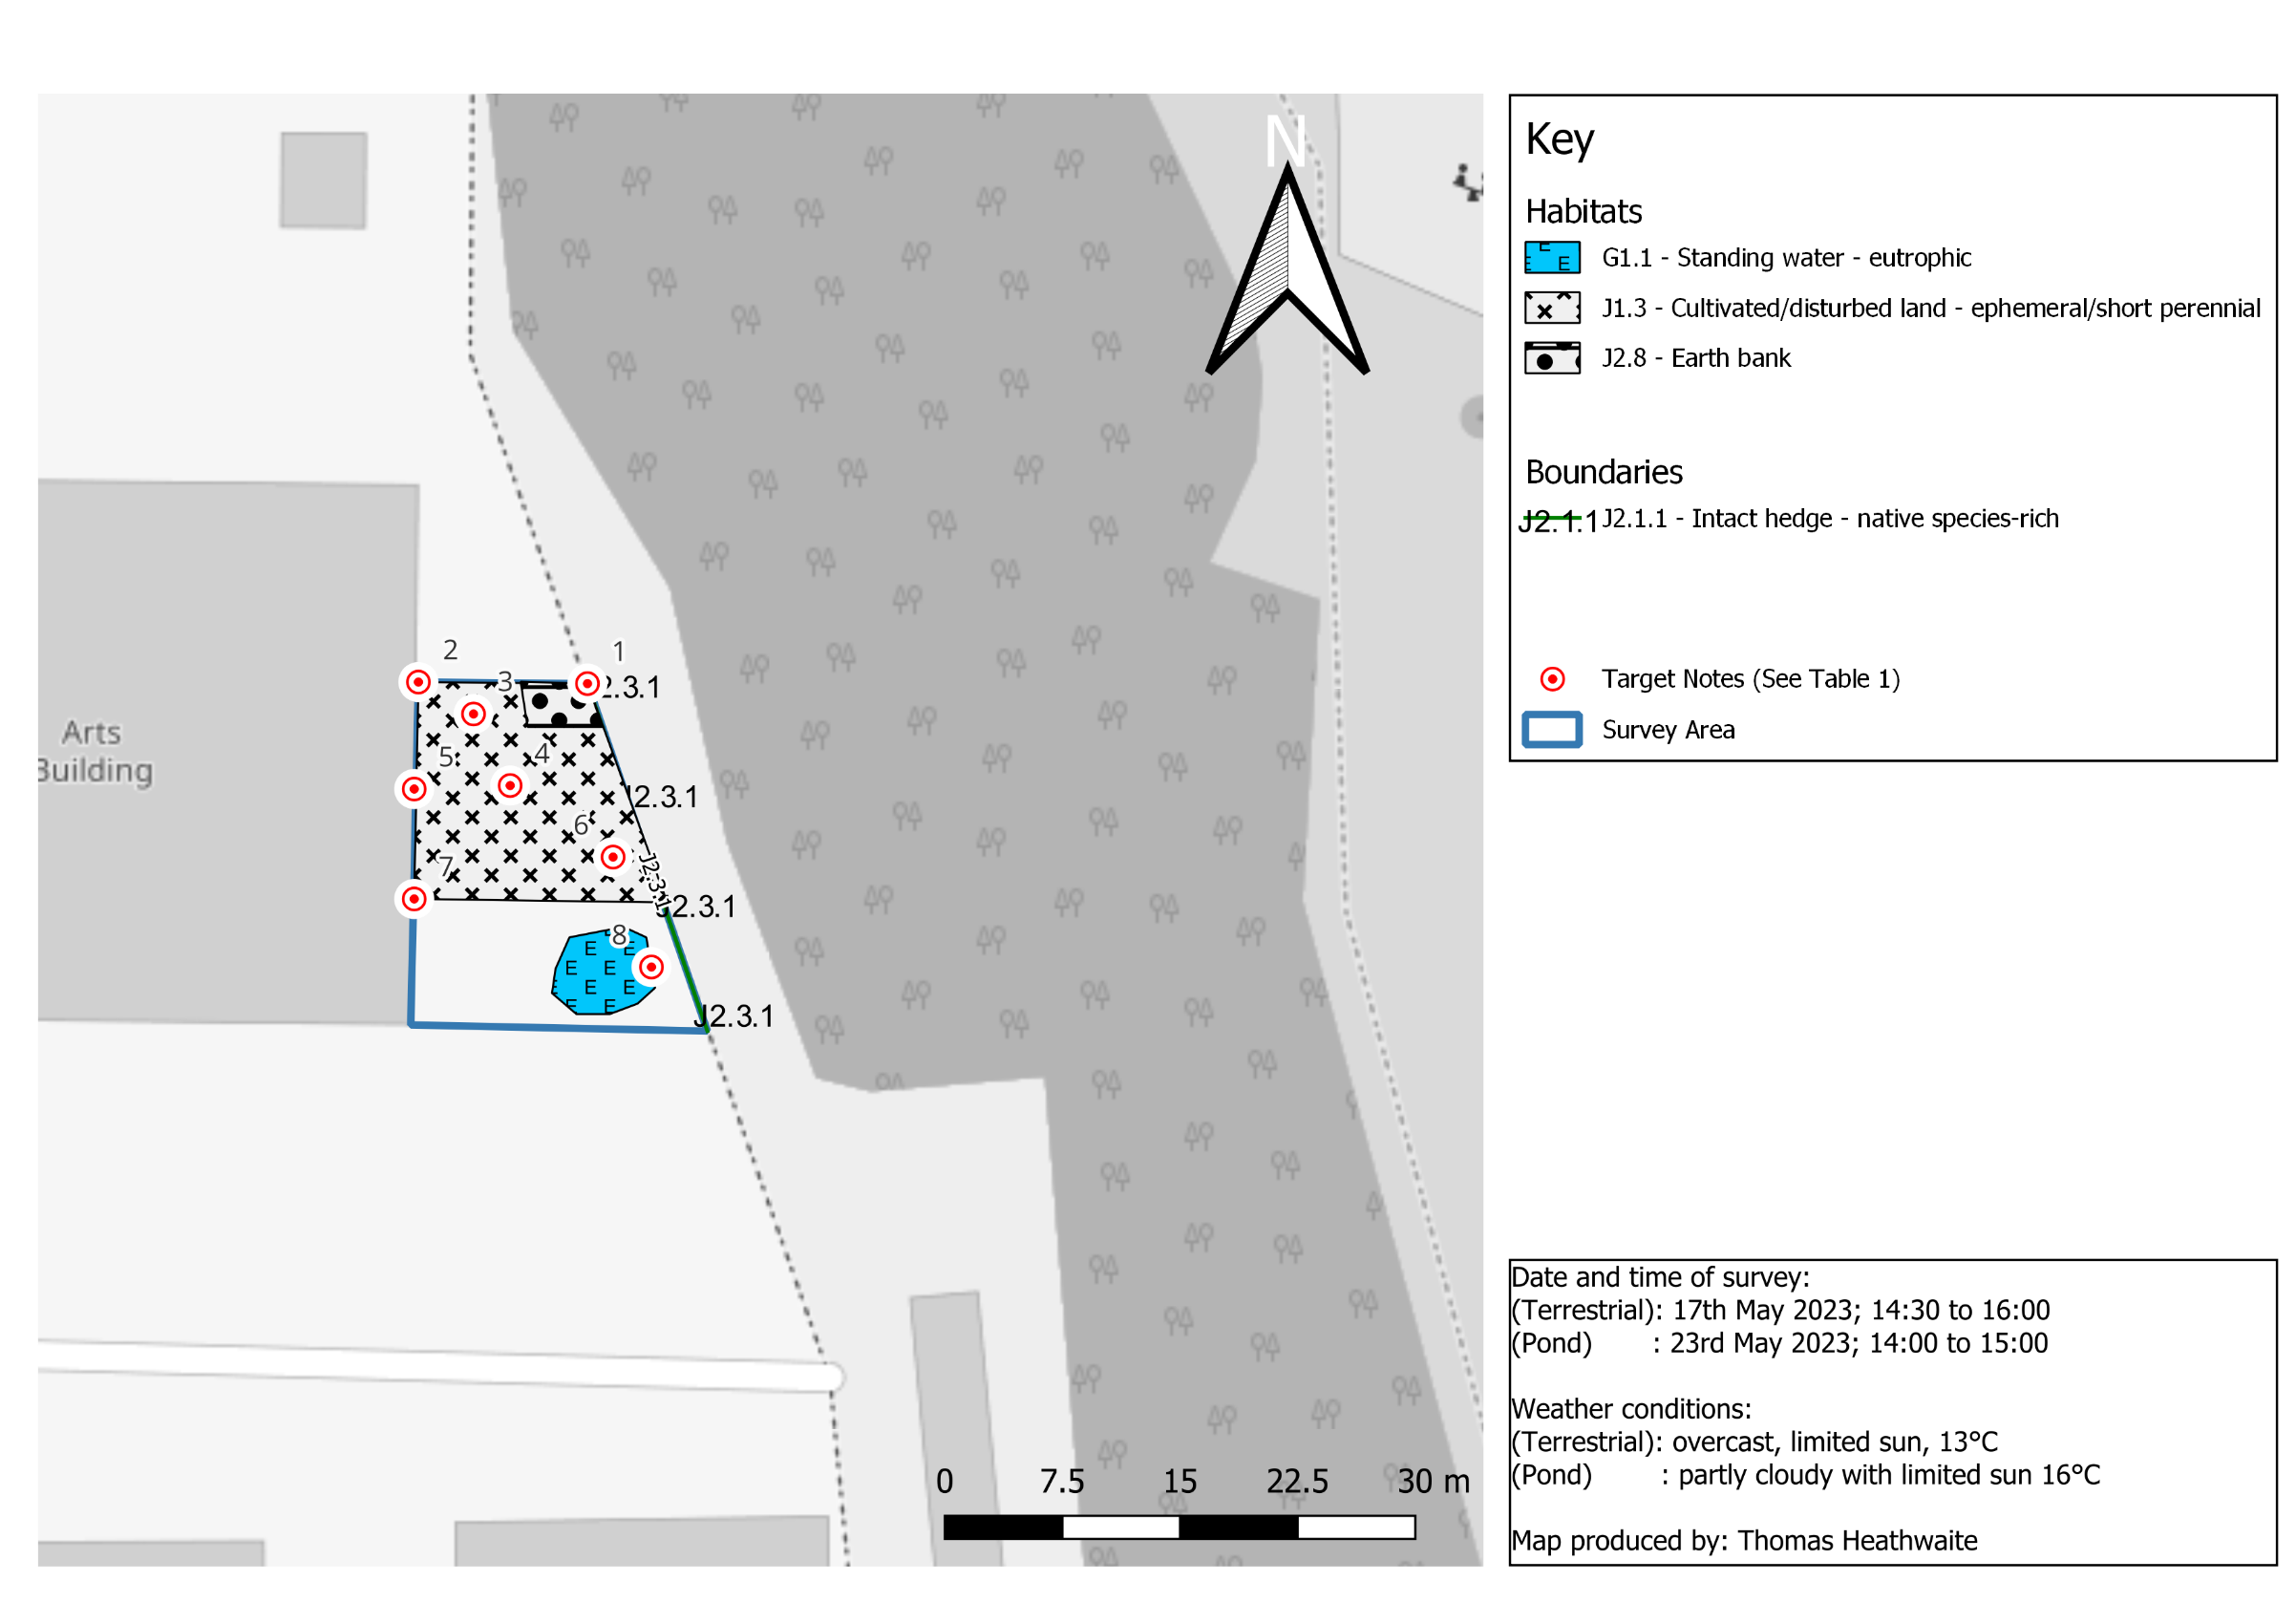 N
Arts
Building
2
1
3
2.3.1
5
4
J2.3.1
6
J2.3.1
7
J2.3.1
8
J2.3.1
0 7.5 15 22.5 30 m
Key
Habitats
G1.1 - Standing water - eutrophic
J1.3 - Cultivated/disturbed land - ephemeral/short perennial
J2.8 - Earth bank
Boundaries
J2.1.1 J2.1.1 - Intact hedge - native species-rich
Target Notes (See Table 1)
Survey Area
Date and time of survey:
(Terrestrial): 17th May 2023; 14:30 to 16:00
(Pond) : 23rd May 2023; 14:00 to 15:00
Weather conditions:
(Terrestrial): overcast, limited sun, 13°C
(Pond) : partly cloudy with limited sun 16°C
Map produced by: Thomas Heathwaite